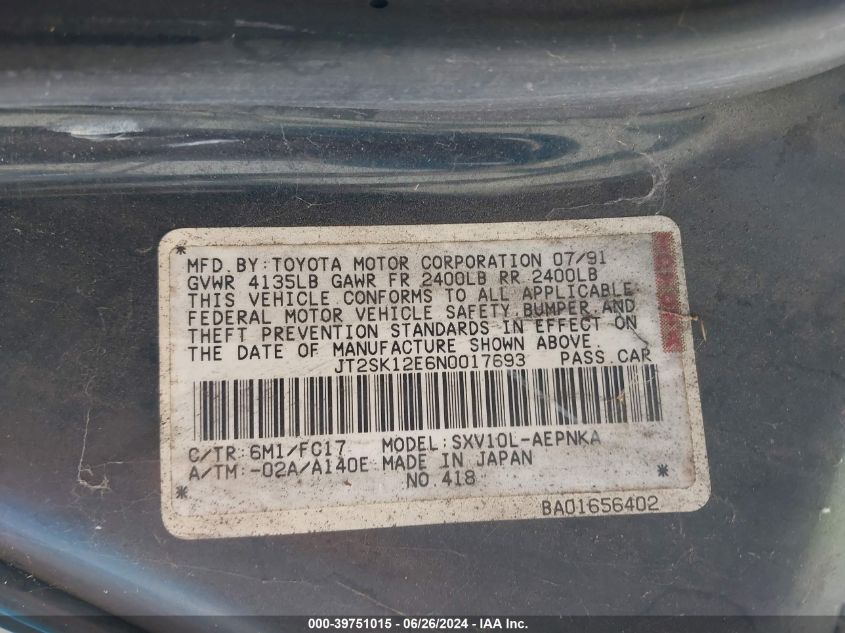 MFD. BY: TOYOTA MOTOR CORPORATION 07/91
GVWR 4135LB GAWR FR 2400LB RR 2400LB
THIS VEHICLE CONFORMS TO ALL APPLICABLE
FEDERAL MOTOR VEHICLE SAFETY, BUMPER, AND
THEFT PREVENTION STANDARDS IN EFFECT ON
THE DATE OF MANUFACTURE SHOWN ABOVE.
JT2SK12E6N0017693 PASS. CAR
C/TR: 6M1/FC17 MODEL: SXV10L-AEPNKA
A/TM: -02A/A140E MADE IN JAPAN
NO. 418
BA01656402
000-39751015 - 06/26/2024 - IAA Inc.